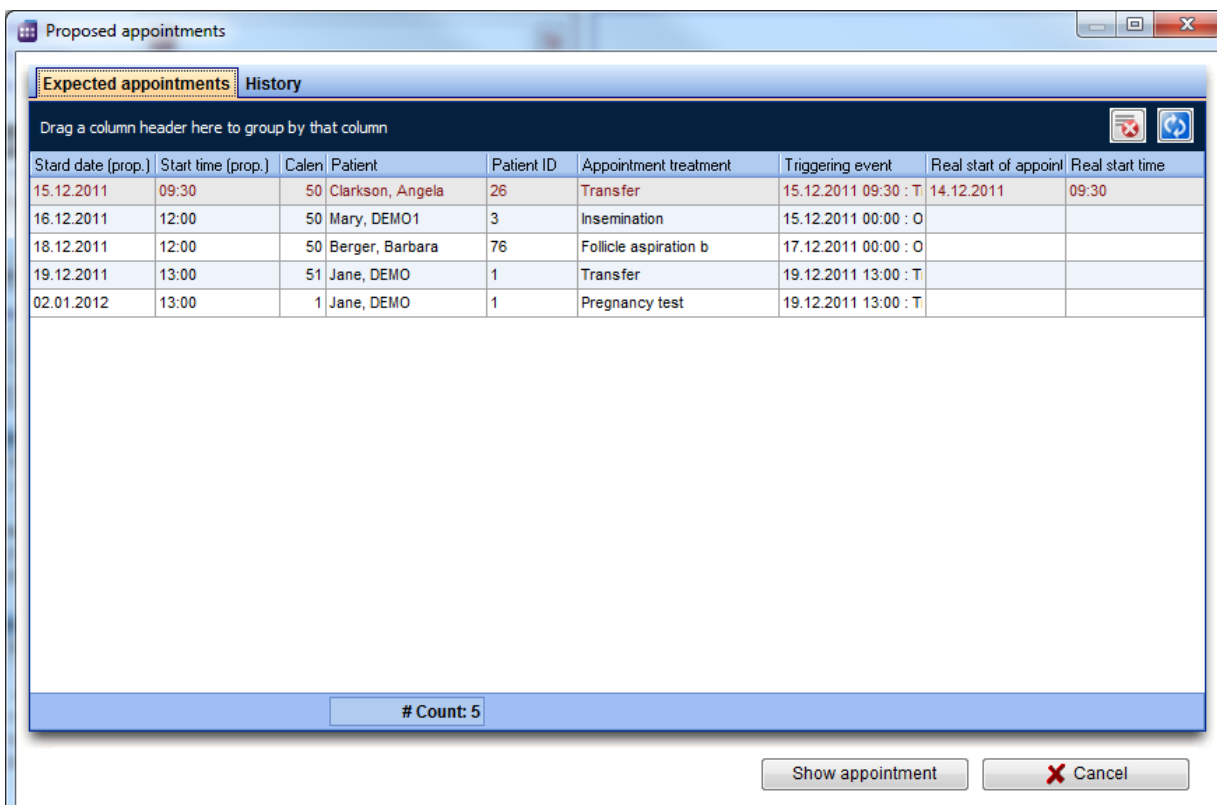 Proposed appointments
Expected appointments History
Drag a column header here to group by that column
Stard date (prop.) Start time (prop.) Calen Patient Patient ID Appointment treatment Triggering event Real start of appoint Real start time
15.12.2011 09:30 50 Clarkson, Angela 26 Transfer 15.12.2011 09:30 : T 14.12.2011 09:30
16.12.2011 12:00 50 Mary, DEMO1 3 Insemination 15.12.2011 00:00 : O
18.12.2011 12:00 50 Berger, Barbara 76 Follicle aspiration b 17.12.2011 00:00 : O
19.12.2011 13:00 51 Jane, DEMO 1 Transfer 19.12.2011 13:00 : T
02.01.2012 13:00 1 Jane, DEMO 1 Pregnancy test 19.12.2011 13:00 : T
# Count: 5
Show appointment Cancel